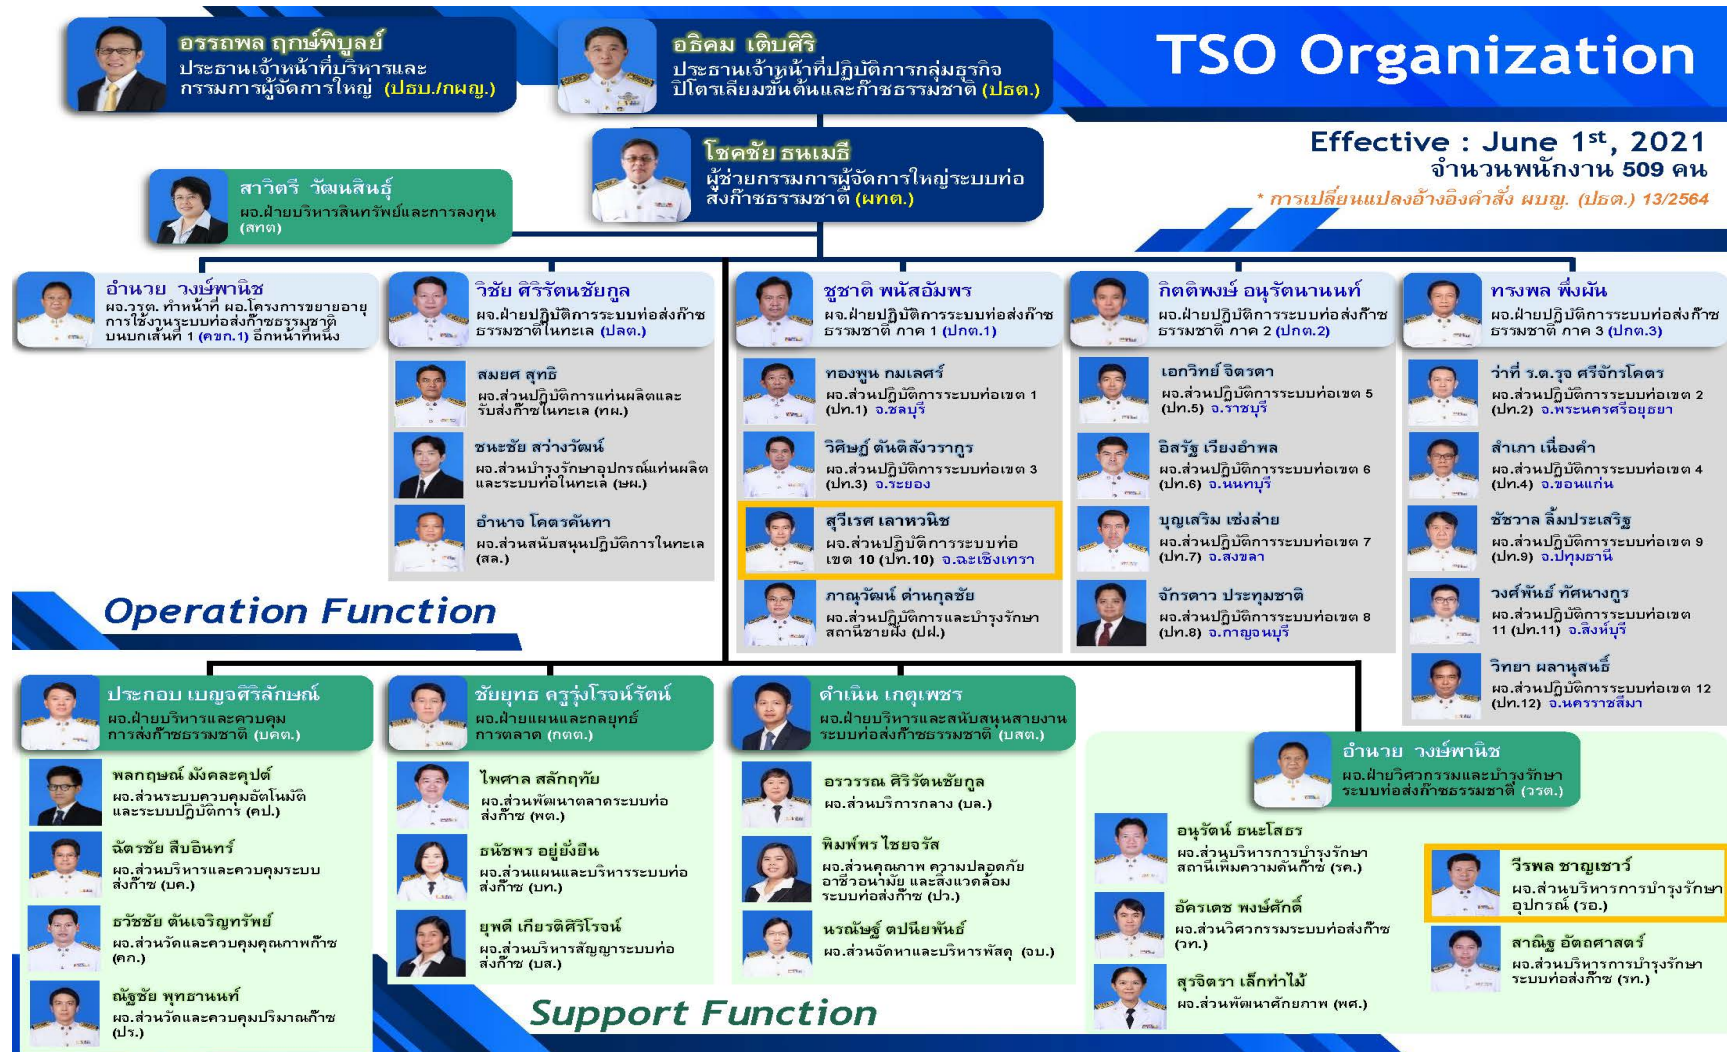 อรรถพล ฤกษ์พิบูลย์
ประธานเจ้าหน้าที่บริหารและ
กรรมการผู้จัดการใหญ่ (ปธบ./กผญ.)
อธิคม เติบศิริ
ประธานเจ้าหน้าที่ปฏิบัติการกลุ่มธุรกิจ
ปิโตรเลียมขั้นต้นและก๊าซธรรมชาติ (ปธต.)
TSO Organization
Effective : June 1st, 2021
จำนวนพนักงาน 509 คน
* การเปลี่ยนแปลงอ้างอิงคำสั่ง ผบญ. (ปธต.) 13/2564
โชคชัย ธนเมธี
ผู้ช่วยกรรมการผู้จัดการใหญ่ระบบท่อ
ส่งก๊าซธรรมชาติ (ผทต.)
สาวิตรี วัฒนสินธุ์
ผจ.ฝ่ายบริหารสินทรัพย์และการลงทุน
(สทต)
อำนวย วงษ์พานิช
ผจ.วรต. ทำหน้าที่ ผอ.โครงการขยายอายุ
การใช้งานระบบท่อส่งก๊าซธรรมชาติ
บนบกเส้นที่ 1 (คขก.1) อีกหน้าที่หนึ่ง
วิชัย ศิริรัตนชัยกูล
ผจ.ฝ่ายปฏิบัติการระบบท่อส่งก๊าซ
ธรรมชาติในทะเล (ปลต.)
สมยศ สุทธิ
ผจ.ส่วนปฏิบัติการแท่นผลิตและ
รับส่งก๊าซในทะเล (ทผ.)
ชนะชัย สว่างวัฒน์
ผจ.ส่วนบำรุงรักษาอุปกรณ์แท่นผลิต
และระบบท่อในทะเล (ษผ.)
อำนาจ โคตรคันทา
ผจ.ส่วนสนับสนุนปฏิบัติการในทะเล
(สล.)
ชูชาติ พนัสอัมพร
ผจ.ฝ่ายปฏิบัติการระบบท่อส่งก๊าซ
ธรรมชาติ ภาค 1 (ปกต.1)
ทองพูน กมเลศร์
ผจ.ส่วนปฏิบัติการระบบท่อเขต 1
(ปท.1) จ.ชลบุรี
วิศิษฎ์ ตันติสังวรากูร
ผจ.ส่วนปฏิบัติการระบบท่อเขต 3
(ปท.3) จ.ระยอง
สุวีเรศ เลาหวนิช
ผจ.ส่วนปฏิบัติการระบบท่อ
เขต 10 (ปท.10) จ.ฉะเชิงเทรา
ภาณุวัฒน์ ด่านกุลชัย
ผจ.ส่วนปฏิบัติการและบำรุงรักษา
สถานีชายฝั่ง (ปฝ.)
กิตติพงษ์ อนุรัตนานนท์
ผจ.ฝ่ายปฏิบัติการระบบท่อส่งก๊าซ
ธรรมชาติ ภาค 2 (ปกต.2)
เอกวิทย์ จิตรตา
ผจ.ส่วนปฏิบัติการระบบท่อเขต 5
(ปท.5) จ.ราชบุรี
อิสรัฐ เวียงอำพล
ผจ.ส่วนปฏิบัติการระบบท่อเขต 6
(ปท.6) จ.นนทบุรี
บุญเสริม เซ่งล่าย
ผจ.ส่วนปฏิบัติการระบบท่อเขต 7
(ปท.7) จ.สงขลา
จักรดาว ประทุมชาติ
ผจ.ส่วนปฏิบัติการระบบท่อเขต 8
(ปท.8) จ.กาญจนบุรี
ทรงพล พึ่งผัน
ผจ.ฝ่ายปฏิบัติการระบบท่อส่งก๊าซ
ธรรมชาติ ภาค 3 (ปกต.3)
ว่าที่ ร.ต.รุจ ศรีจักรโคตร
ผจ.ส่วนปฏิบัติการระบบท่อเขต 2
(ปท.2) จ.พระนครศรีอยุธยา
สำเภา เนื่องคำ
ผจ.ส่วนปฏิบัติการระบบท่อเขต 4
(ปท.4) จ.ขอนแก่น
ชัชวาล ลิ้มประเสริฐ
ผจ.ส่วนปฏิบัติการระบบท่อเขต 9
(ปท.9) จ.ปทุมธานี
วงศ์พันธ์ ทัศนางกูร
ผจ.ส่วนปฏิบัติการระบบท่อเขต
11 (ปท.11) จ.สิงห์บุรี
วิทยา ผลานุสนธิ์
ผจ.ส่วนปฏิบัติการระบบท่อเขต 12
(ปท.12) จ.นครราชสีมา
Operation Function
ประกอบ เบญจศิริลักษณ์
ผจ.ฝ่ายบริหารและควบคุม
การส่งก๊าซธรรมชาติ (บคต.)
พลกฤษณ์ มังคละคุปต์
ผจ.ส่วนระบบควบคุมอัตโนมัติ
และระบบปฏิบัติการ (คป.)
ฉัตรชัย สืบอินทร์
ผจ.ส่วนบริหารและควบคุมระบบ
ส่งก๊าซ (บค.)
ธวัชชัย ตันเจริญทรัพย์
ผจ.ส่วนวัดและควบคุมคุณภาพก๊าซ
(คก.)
ณัฐชัย พุทธานนท์
ผจ.ส่วนวัดและควบคุมปริมาณก๊าซ
(ปร.)
ชัยยุทธ ครูรุ่งโรจน์รัตน์
ผจ.ฝ่ายแผนและกลยุทธ์
การตลาด (กตต.)
ไพศาล สลักฤทัย
ผจ.ส่วนพัฒนาตลาดระบบท่อ
ส่งก๊าซ (พต.)
ธนัชพร อยู่ยั่งยืน
ผจ.ส่วนแผนและบริหารระบบท่อ
ส่งก๊าซ (บท.)
ยุพดี เกียรติศิริโรจน์
ผจ.ส่วนบริหารสัญญาระบบท่อ
ส่งก๊าซ (บส.)
ดำเนิน เกตุเพชร
ผจ.ฝ่ายบริหารและสนับสนุนสายงาน
ระบบท่อส่งก๊าซธรรมชาติ (บสต.)
อรวรรณ ศิริรัตนชัยกูล
ผจ.ส่วนบริการกลาง (บล.)
พิมพ์พร ไชยจรัส
ผจ.ส่วนคุณภาพ ความปลอดภัย
อาชีวอนามัย และสิ่งแวดล้อม
ระบบท่อส่งก๊าซ (ปว.)
นรณัษฐ์ ตปนียพันธ์
ผจ.ส่วนจัดหาและบริหารพัสดุ (จบ.)
อำนวย วงษ์พานิช
ผจ.ฝ่ายวิศวกรรมและบำรุงรักษา
ระบบท่อส่งก๊าซธรรมชาติ (วรต.)
อนุรัตน์ ธนะโสธร
ผจ.ส่วนบริหารการบำรุงรักษา
สถานีเพิ่มความดันก๊าซ (รค.)
อัครเดช พงษ์ศักดิ์
ผจ.ส่วนวิศวกรรมระบบท่อส่งก๊าซ
(วท.)
สุรจิตรา เล็กท่าไม้
ผจ.ส่วนพัฒนาศักยภาพ (พศ.)
วีรพล ชาญเชาว์
ผจ.ส่วนบริหารการบำรุงรักษา
อุปกรณ์ (รอ.)
สาณิฐ อัตถศาสตร์
ผจ.ส่วนบริหารการบำรุงรักษา
ระบบท่อส่งก๊าซ (รท.)
Support Function